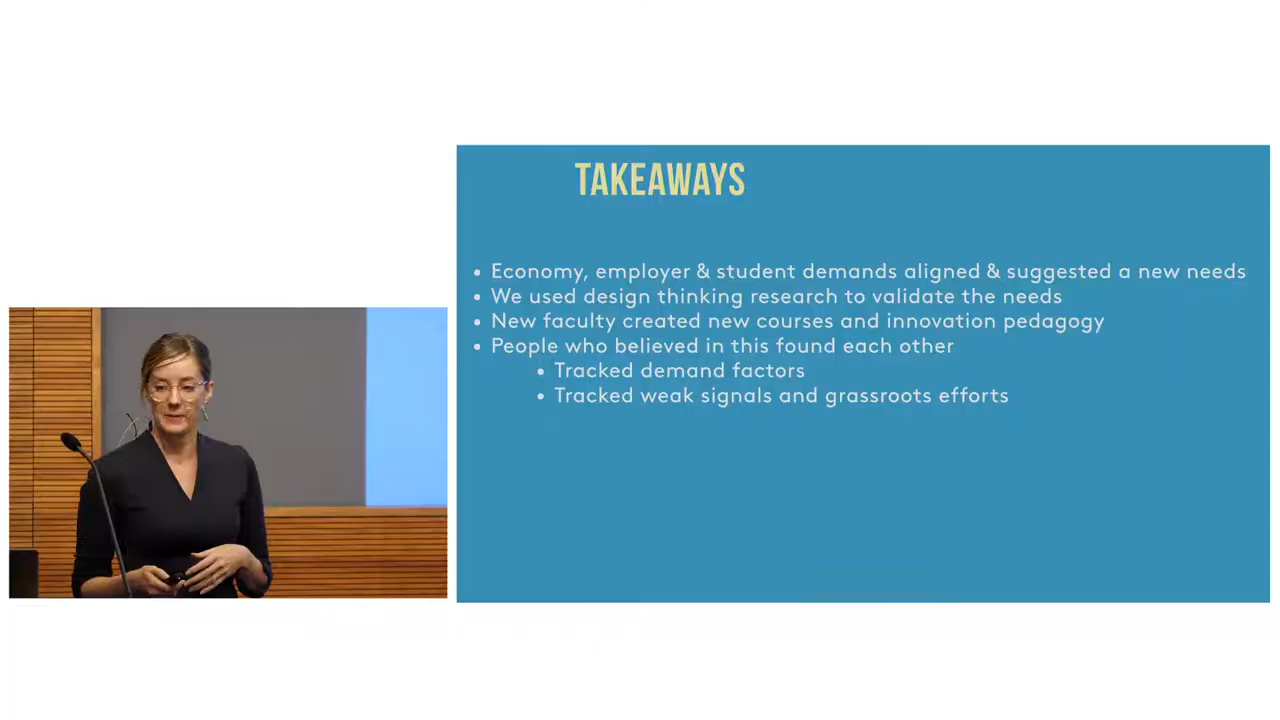 TAKEAWAYS
• Economy, employer & student demands aligned & suggested a new needs
• We used design thinking research to validate the needs
• New faculty created new courses and innovation pedagogy
• People who believed in this found each other
• Tracked demand factors
• Tracked weak signals and grassroots efforts